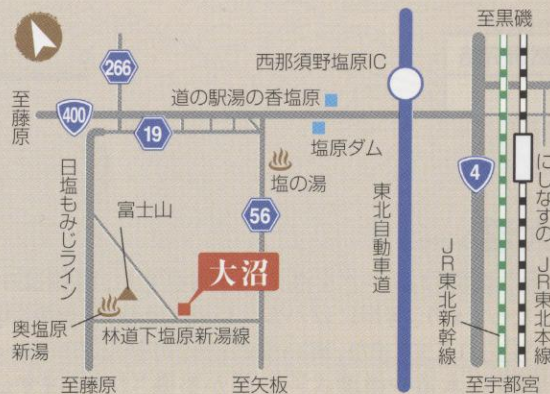 至黒磯
266
西那須野塩原IC
道の駅湯の香塩原
至藤原
400
19
塩原ダム
4
塩の湯
にしなすの
日塩もみじライン
富士山
56
東北自動車道
大沼
JR東北新幹線
JR東北本線
奥塩原
新湯
林道下塩原新湯線
至藤原
至矢板
至宇都宮